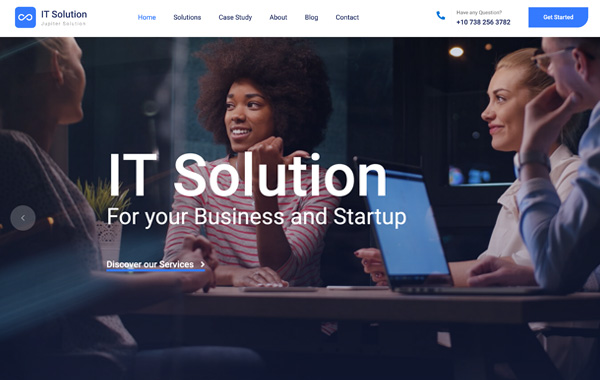 IT Solution
Jupiter Solution
Home Solutions Case Study About Blog Contact
Have any Question?
+10 738 256 3782
Get Started
IT Solution
For your Business and Startup
Discover our Services